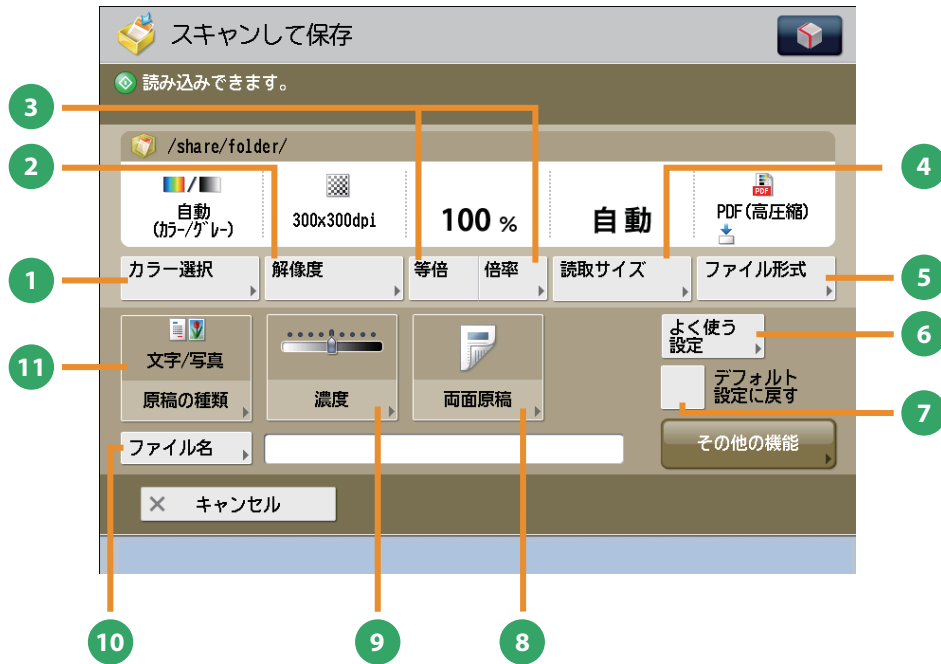 スキャンして保存
読み込みできます。
3
/share/folder/
2
4
自動
(ｶﾗｰ/ｸﾞﾚｰ)
300x300dpi
100 %
自動
PDF
PDF(高圧縮)
1
カラー選択
解像度
等倍
倍率
読取サイズ
ファイル形式
5
よく使う
設定
6
11
文字/写真
原稿の種類
濃度
両面原稿
デフォルト
設定に戻す
7
ファイル名
その他の機能
× キャンセル
10
9
8